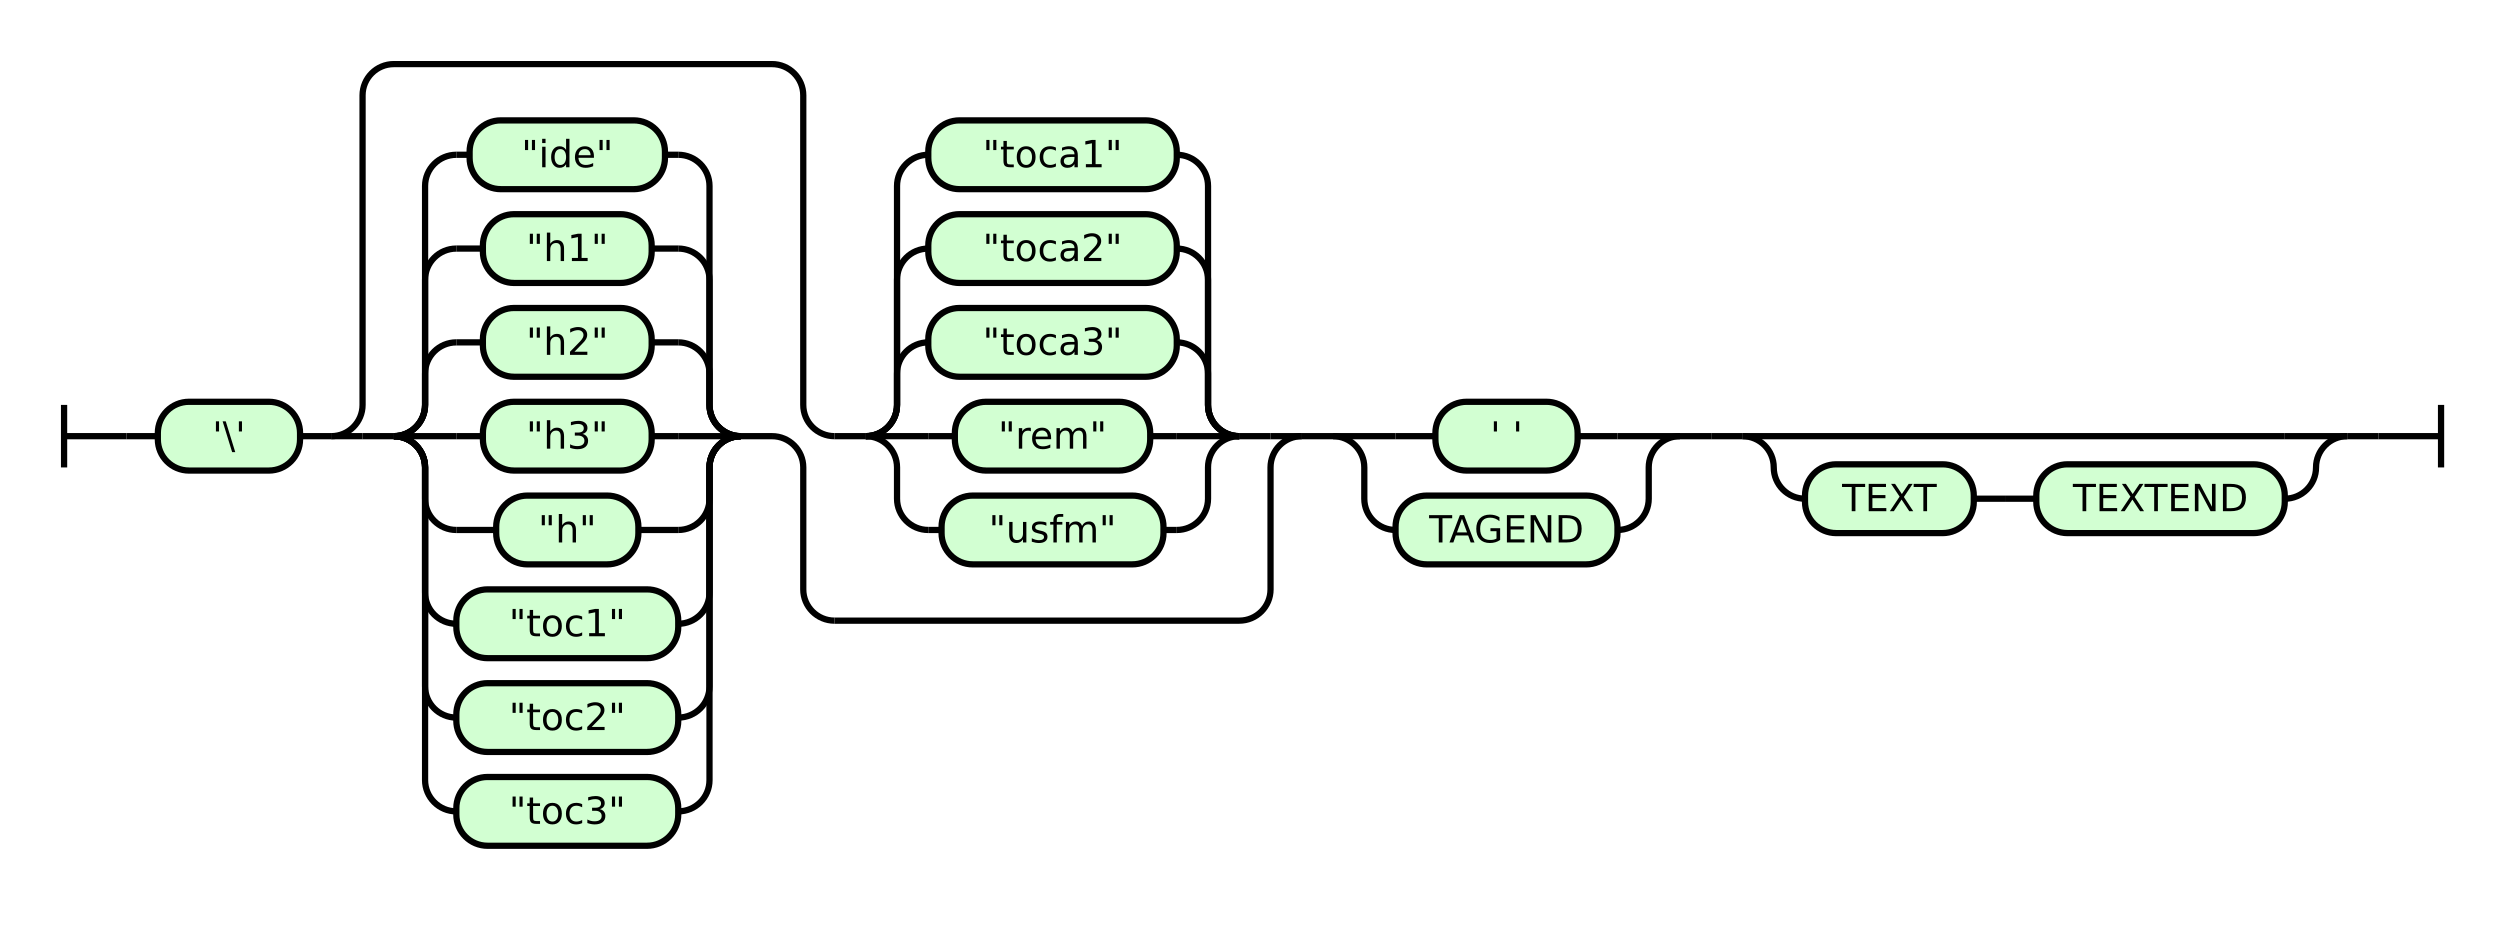 '\'
"ide"
"h1"
"h2"
"h3"
"h"
"toc1"
"toc2"
"toc3"
"toca1"
"toca2"
"toca3"
"rem"
"usfm"
' '
TAGEND
TEXT
TEXTEND